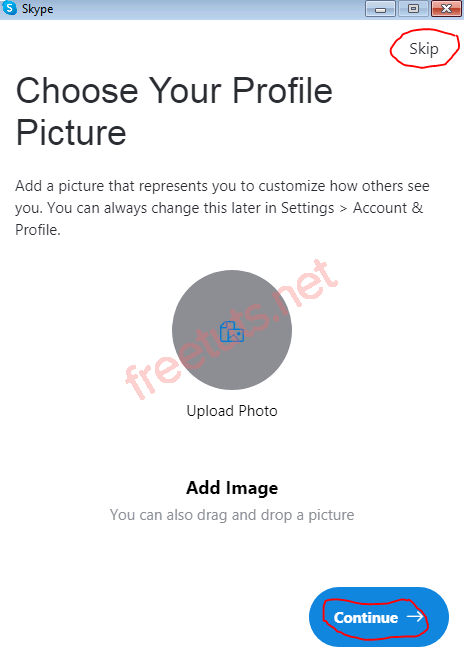 Skype
Skip
Choose Your Profile
Picture
Add a picture that represents you to customize how others see
you. You can always change this later in Settings > Account &
Profile.
freetuts.net
Upload Photo
Add Image
You can also drag and drop a picture
Continue →